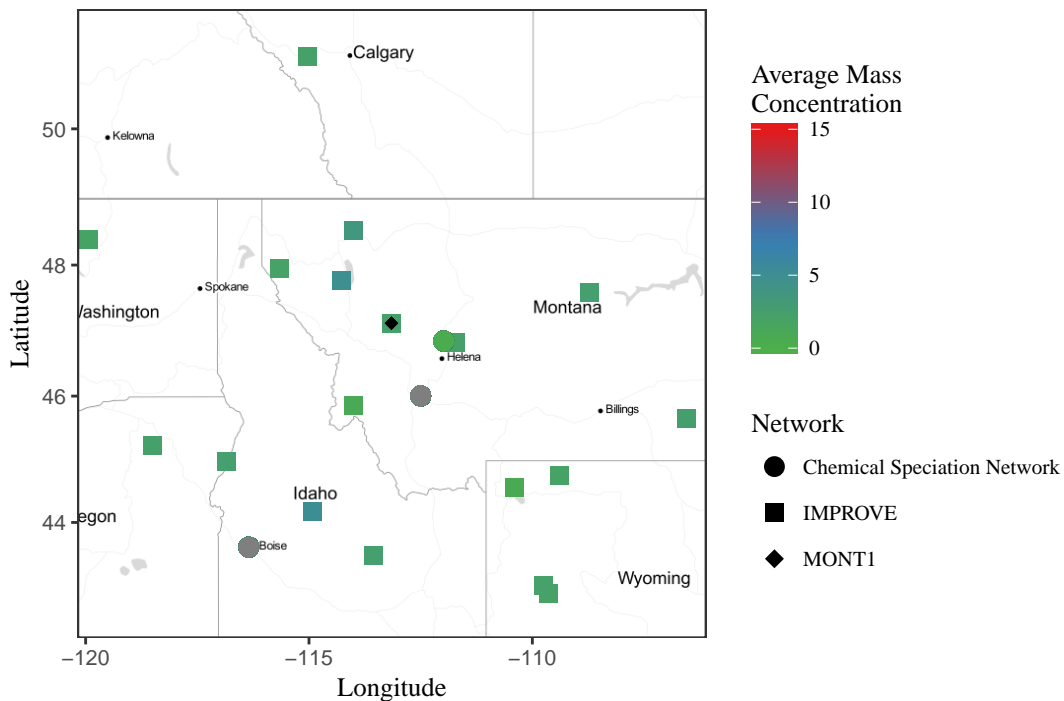 Calgary
50
Kelowna
48
Spokane
Washington
Montana
Latitude
Helena
46
Billings
Idaho
egon
44
Boise
Wyoming
−120
−115
−110
Longitude
Average Mass
Concentration
15
10
5
0
Network
Chemical Speciation Network
IMPROVE
MONT1